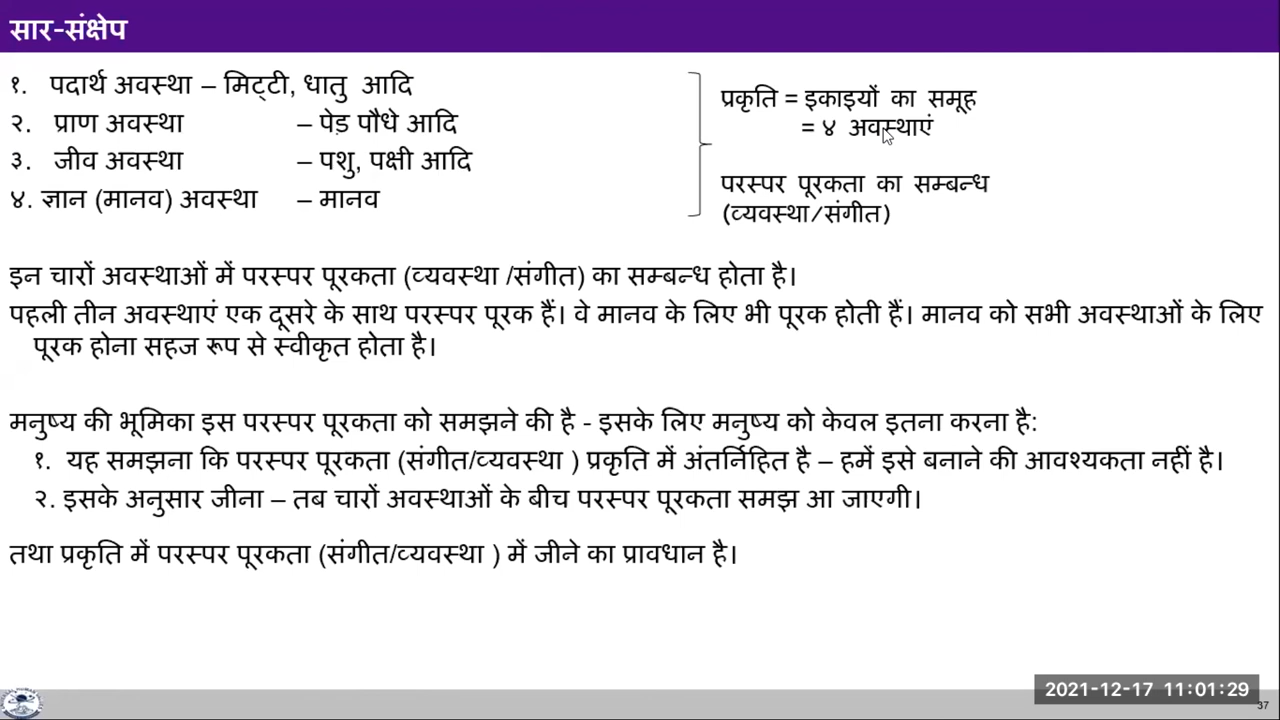 सार-संक्षेप
१. पदार्थ अवस्था – मिट्टी, धातु आदि
२. प्राण अवस्था – पेड़ पौधे आदि
३. जीव अवस्था – पशु, पक्षी आदि
४. ज्ञान (मानव) अवस्था – मानव
प्रकृति = इकाइयों का समूह
= ४ अवस्थाएं
परस्पर पूरकता का सम्बन्ध
(व्यवस्था/संगीत)
इन चारों अवस्थाओं में परस्पर पूरकता (व्यवस्था /संगीत) का सम्बन्ध होता है।
पहली तीन अवस्थाएं एक दूसरे के साथ परस्पर पूरक हैं। वे मानव के लिए भी पूरक होती हैं। मानव को सभी अवस्थाओं के लिए
पूरक होना सहज रूप से स्वीकृत होता है।
मनुष्य की भूमिका इस परस्पर पूरकता को समझने की है - इसके लिए मनुष्य को केवल इतना करना है:
१. यह समझना कि परस्पर पूरकता (संगीत/व्यवस्था ) प्रकृति में अंतर्निहित है – हमें इसे बनाने की आवश्यकता नहीं है।
२. इसके अनुसार जीना – तब चारों अवस्थाओं के बीच परस्पर पूरकता समझ आ जाएगी।
तथा प्रकृति में परस्पर पूरकता (संगीत/व्यवस्था ) में जीने का प्रावधान है।
2021-12-17 11:01:29
37